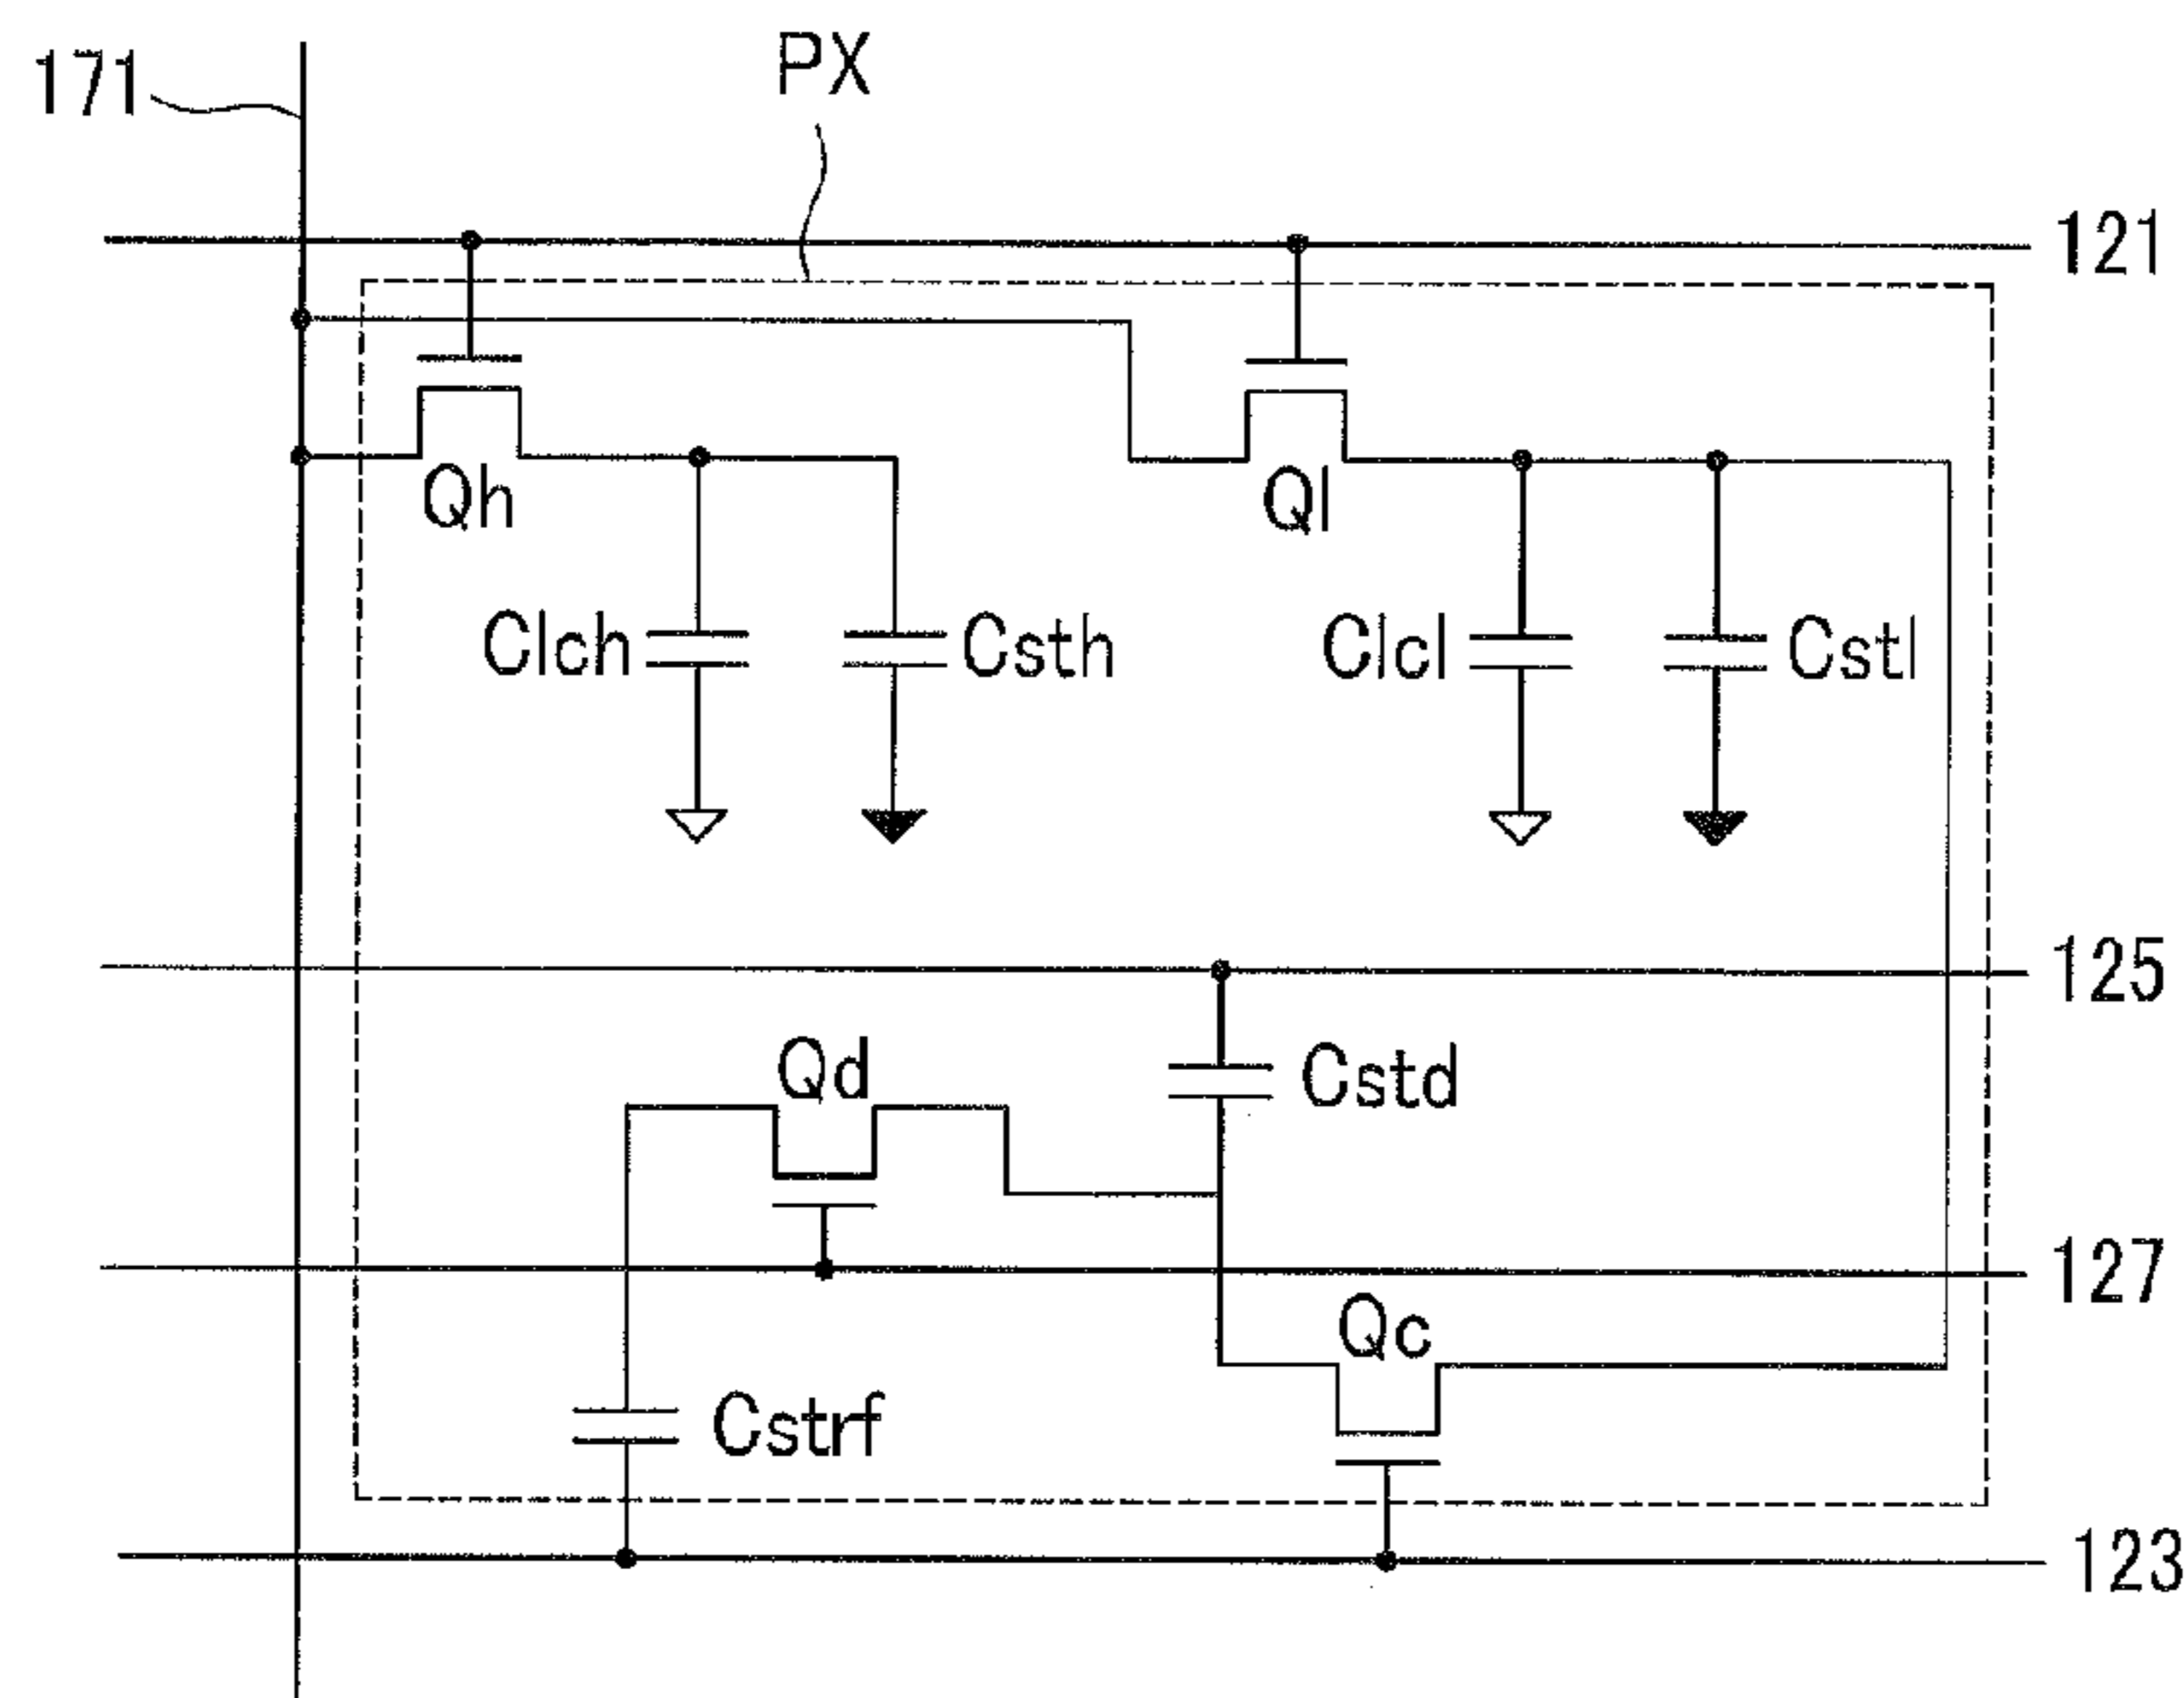 171
PX
121
Qh
Ql
Clch
Csth
Clcl
Cstl
125
Qd
Cstd
127
Qc
Cstrf
123